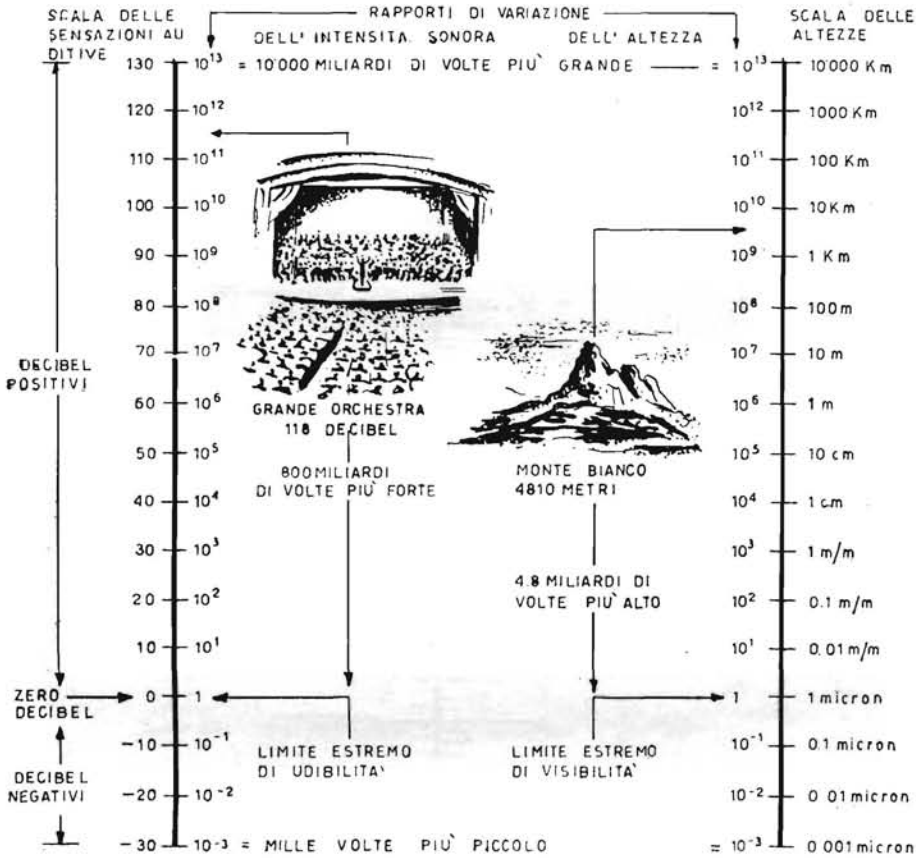 SCALA DELLE
SENSAZIONI AU
DITIVE
RAPPORTI DI VARIAZIONE
DELL' INTENSITA. SONORA
DELL' ALTEZZA
SCALA DELLE
ALTEZZE
130 10¹³ = 10'000 MILIARDI DI VOLTE PIÙ GRANDE = 10¹³ 10'000 Km
120 10¹² 10¹² 1000 Km
110 10¹¹ 10¹¹ 100 Km
100 10¹⁰ 10¹⁰ 10 Km
90 10⁹ 10⁹ 1 Km
80 10⁸ 10⁸ 100 m
70 10⁷ 10⁷ 10 m
60 10⁶ 10⁶ 1 m
50 10⁵ 10⁵ 10 cm
40 10⁴ 10⁴ 1 cm
30 10³ 10³ 1 m/m
20 10² 10² 0.1 m/m
10 10¹ 10¹ 0.01 m/m
0 1 1 1 micron
-10 10⁻¹ 10⁻¹ 0.1 micron
-20 10⁻² 10⁻² 0 01 micron
-30 10⁻³ = MILLE VOLTE PIÙ PICCOLO = 10⁻³ 0 001 micron
DECIBEL
POSITIVI
ZERO
DECIBEL
DECIBEL
NEGATIVI
GRANDE ORCHESTRA
118 DECIBEL
800 MILIARDI
DI VOLTE PIÙ FORTE
LIMITE ESTREMO
DI UDIBILITÀ
MONTE BIANCO
4810 METRI
4.8 MILIARDI DI
VOLTE PIÙ ALTO
LIMITE ESTREMO
DI VISIBILITÀ